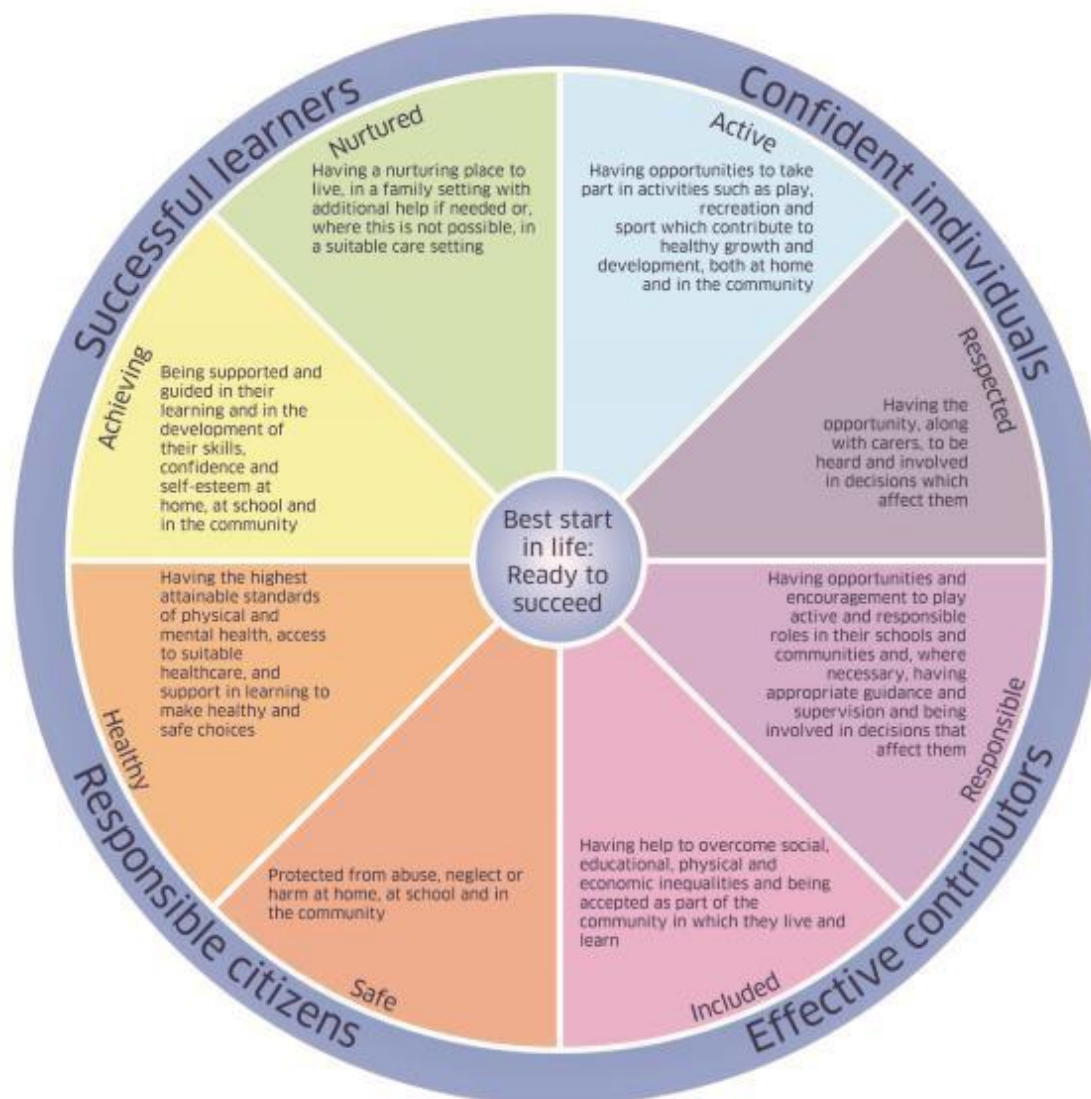 Successful learners
Confident individuals
Nurtured
Having a nurturing place to
live, in a family setting with
additional help if needed or,
where this is not possible, in
a suitable care setting
Active
Having opportunities to take
part in activities such as play,
recreation and
sport which contribute to
healthy growth and
development, both at home
and in the community
Achieving
Being supported and
guided in their
learning and in the
development of
their skills,
confidence and
self-esteem at
home, at school and
in the community
Respected
Having the
opportunity, along
with carers, to be
heard and involved
in decisions which
affect them
Best start
in life:
Ready to
succeed
Healthy
Having the highest
attainable standards
of physical and
mental health, access
to suitable
healthcare, and
support in learning to
make healthy and
safe choices
Responsible
Having opportunities and
encouragement to play
active and responsible
roles in their schools and
communities and, where
necessary, having
appropriate guidance and
supervision and being
involved in decisions that
affect them
Protected from abuse, neglect or
harm at home, at school and in
the community
Safe
Having help to overcome social,
educational, physical and
economic inequalities and being
accepted as part of the
community in which they live and
learn
Included
Responsible citizens
Effective contributors